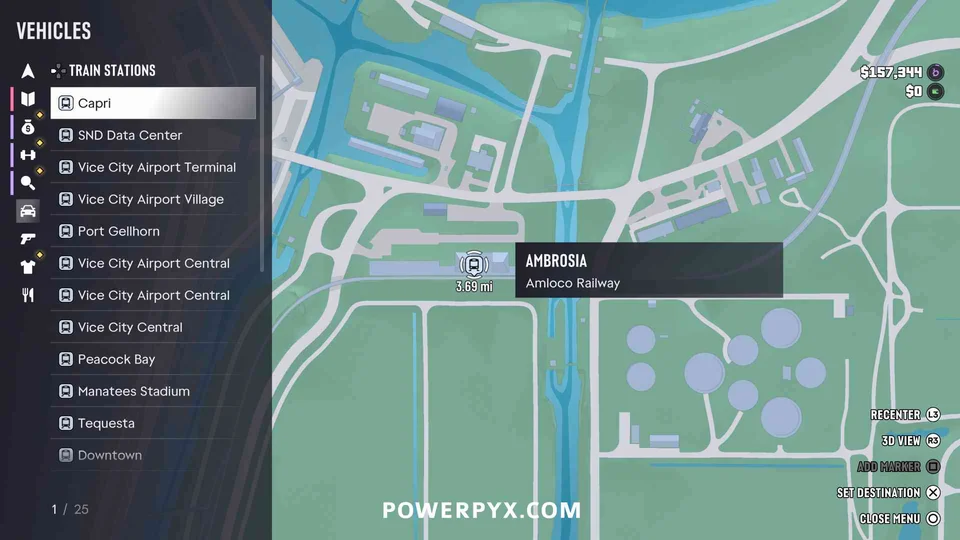 VEHICLES
TRAIN STATIONS
Capri
SND Data Center
Vice City Airport Terminal
Vice City Airport Village
Port Gellhorn
Vice City Airport Central
Vice City Airport Central
Vice City Central
Peacock Bay
Manatees Stadium
Tequesta
Downtown
1 / 25
$157,344
$0
AMBROSIA
Amloco Railway
3.69 mi
RECENTER L3
3D VIEW R3
ADD MARKER
SET DESTINATION
CLOSE MENU
POWERPYX.COM